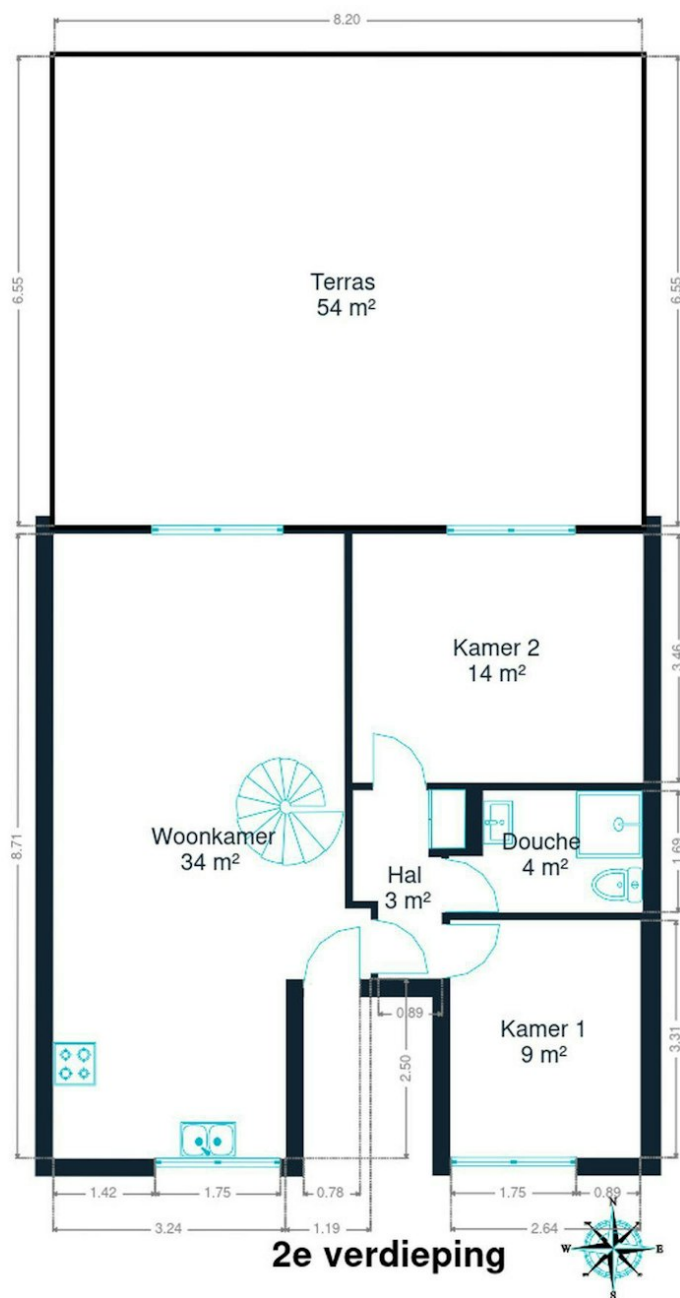 8.20
6.55
6.55
Terras
54 m²
Kamer 2
14 m²
3.46
8.71
Woonkamer
34 m²
Douche
4 m²
1.69
Hal
3 m²
Kamer 1
9 m²
3.31
0.89
2.50
1.42
1.75
0.78
1.75
0.89
3.24
1.19
2.64
2e verdieping
N
W
E
S